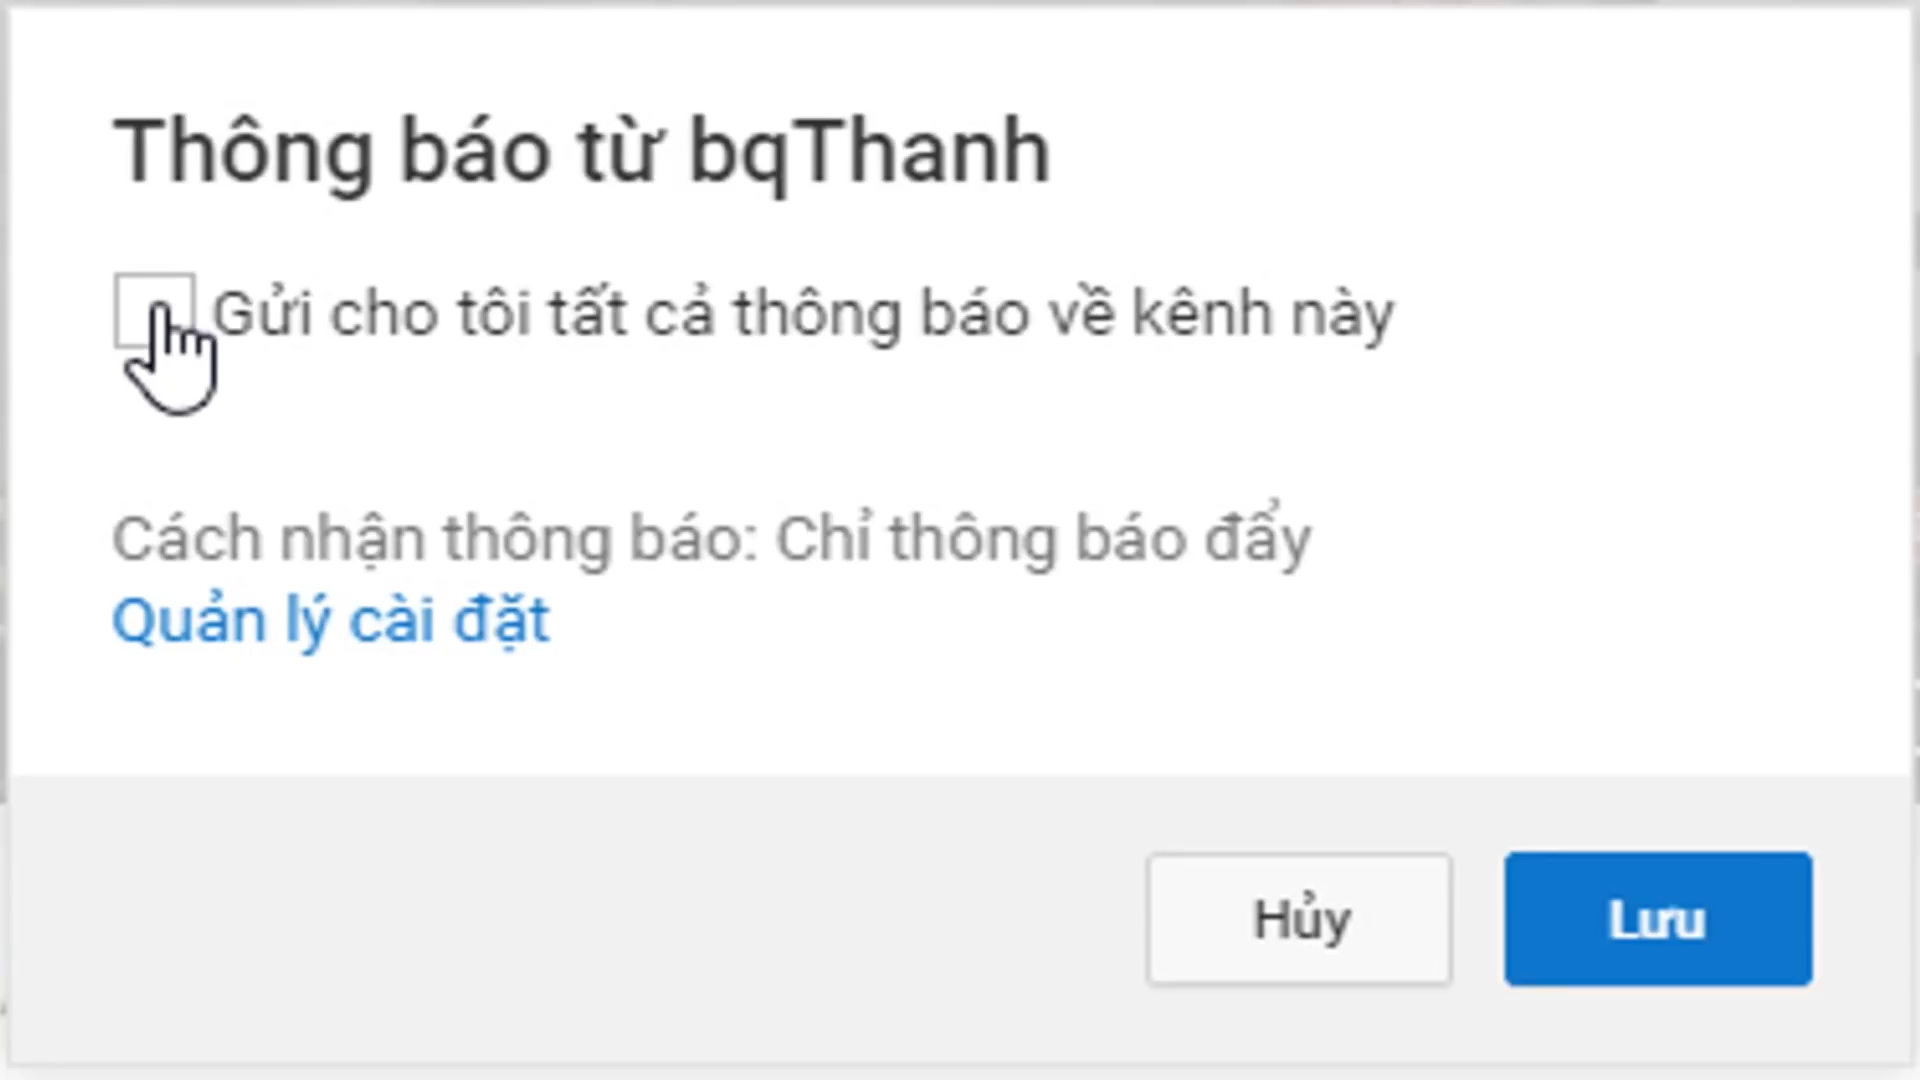 Thông báo từ bqThanh
Gửi cho tôi tất cả thông báo về kênh này
Cách nhận thông báo: Chỉ thông báo đẩy
Quản lý cài đặt
Hủy
Lưu